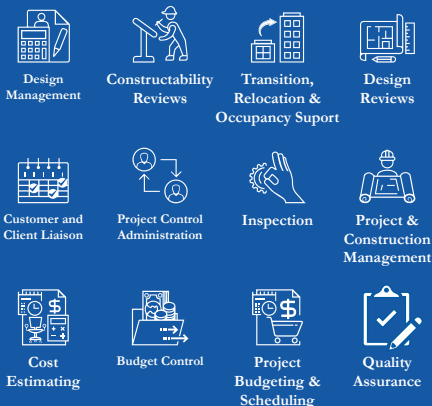 Design
Management
Constructability
Reviews
Transition,
Relocation &
Occupancy Suport
Design
Reviews
Customer and
Client Liaison
Project Control
Administration
Inspection
Project &
Construction
Management
$
Cost
Estimating
Budget Control
$
Project
Budgeting &
Scheduling
Quality
Assurance